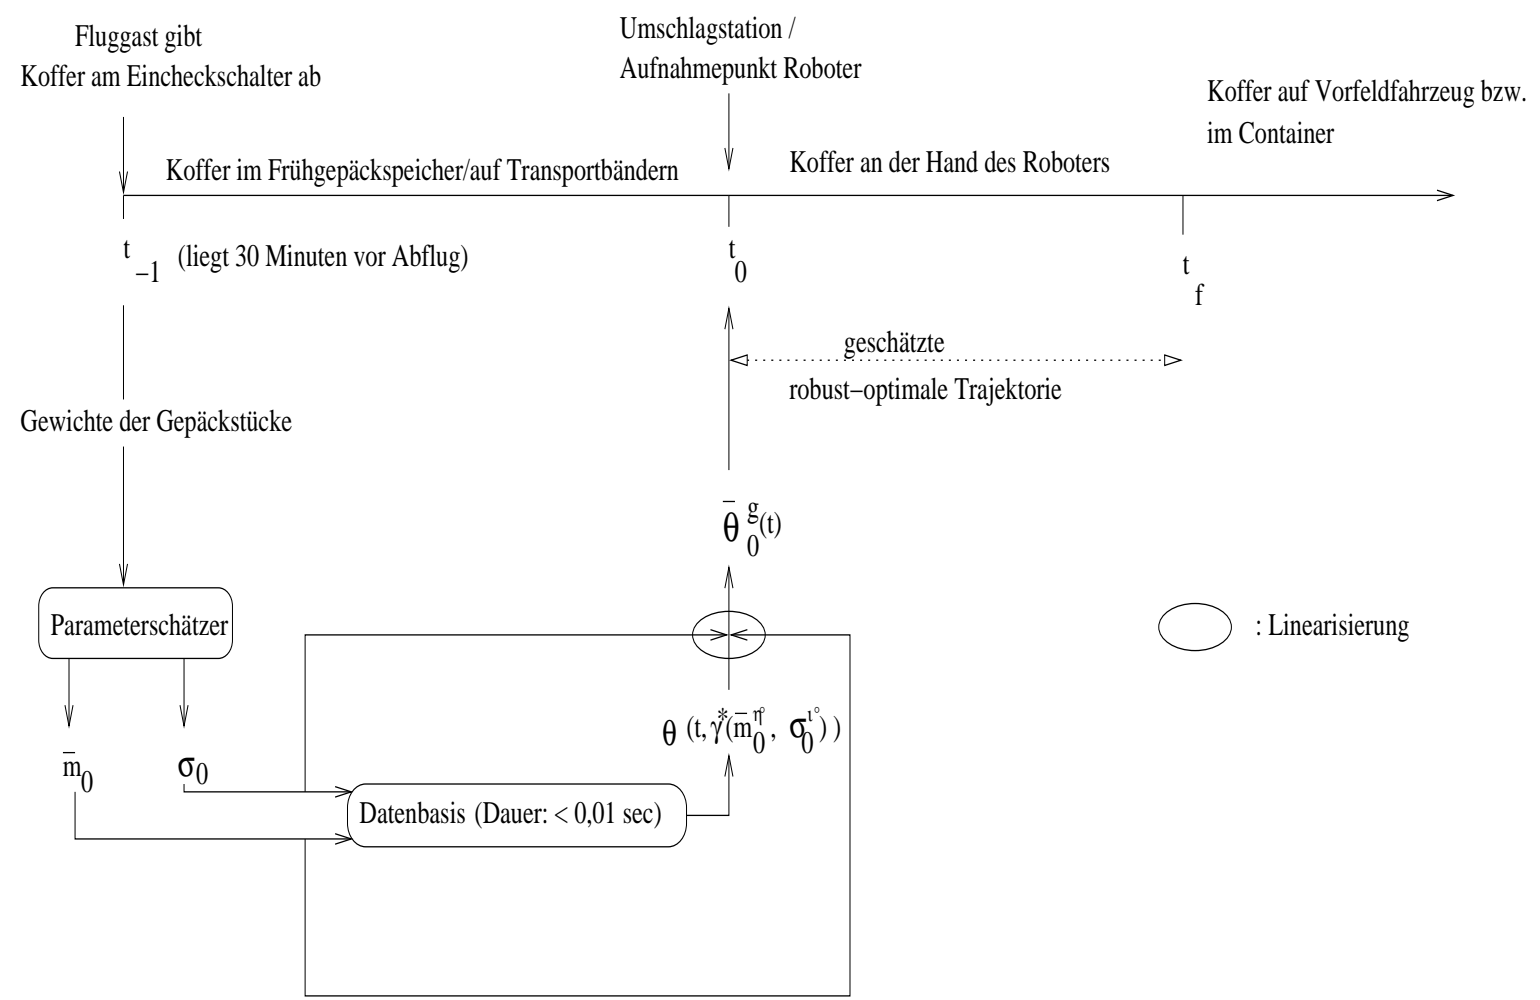 Fluggast gibt
Koffer am Eincheckschalter ab
Umschlagstation /
Aufnahmepunkt Roboter
Koffer auf Vorfeldfahrzeug bzw.
im Container
Koffer im Frühgepäckspeicher/auf Transportbändern
Koffer an der Hand des Roboters
t −1 (liegt 30 Minuten vor Abflug)
t 0
t f
geschätzte
robust−optimale Trajektorie
Gewichte der Gepäckstücke
θ̄ 0 g (t)
Parameterschätzer
: Linearisierung
θ (t,γ*(m̄ 0 η°, σ 0 ι°) )
m̄ 0
σ 0
Datenbasis (Dauer: < 0,01 sec)